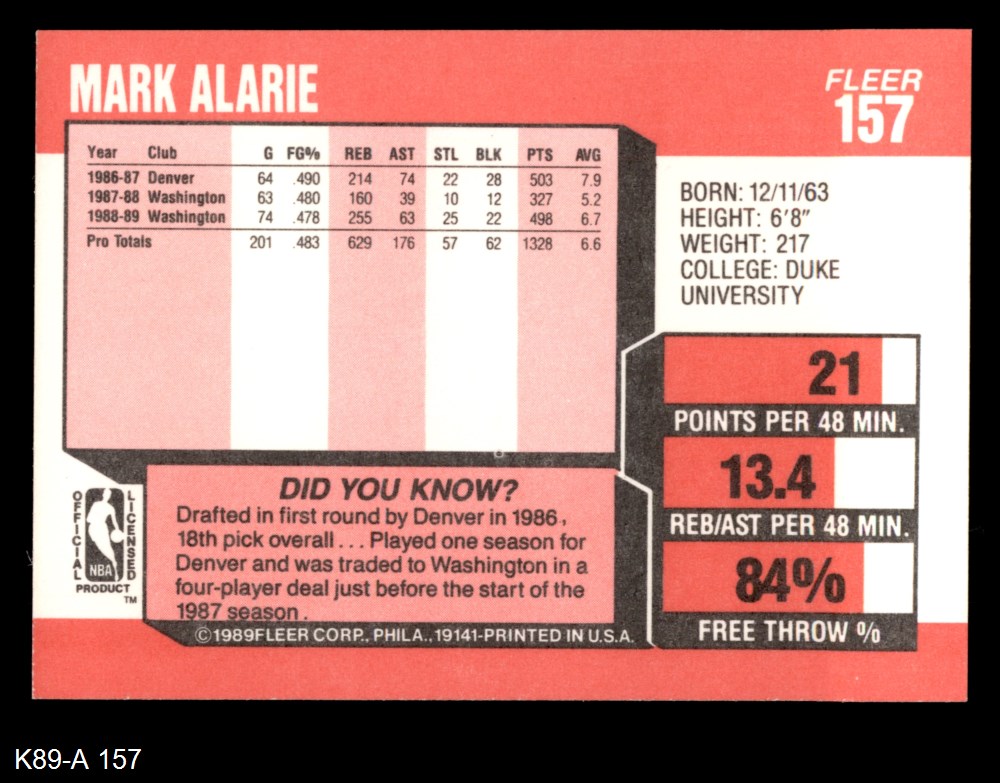 MARK ALARIE
FLEER
157
Year Club G FG% REB AST STL BLK PTS AVG
1986-87 Denver 64 .490 214 74 22 28 503 7.9
1987-88 Washington 63 .480 160 39 10 12 327 5.2
1988-89 Washington 74 .478 255 63 25 22 498 6.7
Pro Totals 201 .483 629 176 57 62 1328 6.6
BORN: 12/11/63
HEIGHT: 6'8"
WEIGHT: 217
COLLEGE: DUKE
UNIVERSITY
21
POINTS PER 48 MIN.
13.4
REB/AST PER 48 MIN.
84%
FREE THROW %
DID YOU KNOW?
Drafted in first round by Denver in 1986,
18th pick overall... Played one season for
Denver and was traded to Washington in a
four-player deal just before the start of the
1987 season.
OFFICIAL
LICENSED
NBA
PRODUCT
TM
©1989FLEER CORP., PHILA., 19141-PRINTED IN U.S.A.
K89-A 157